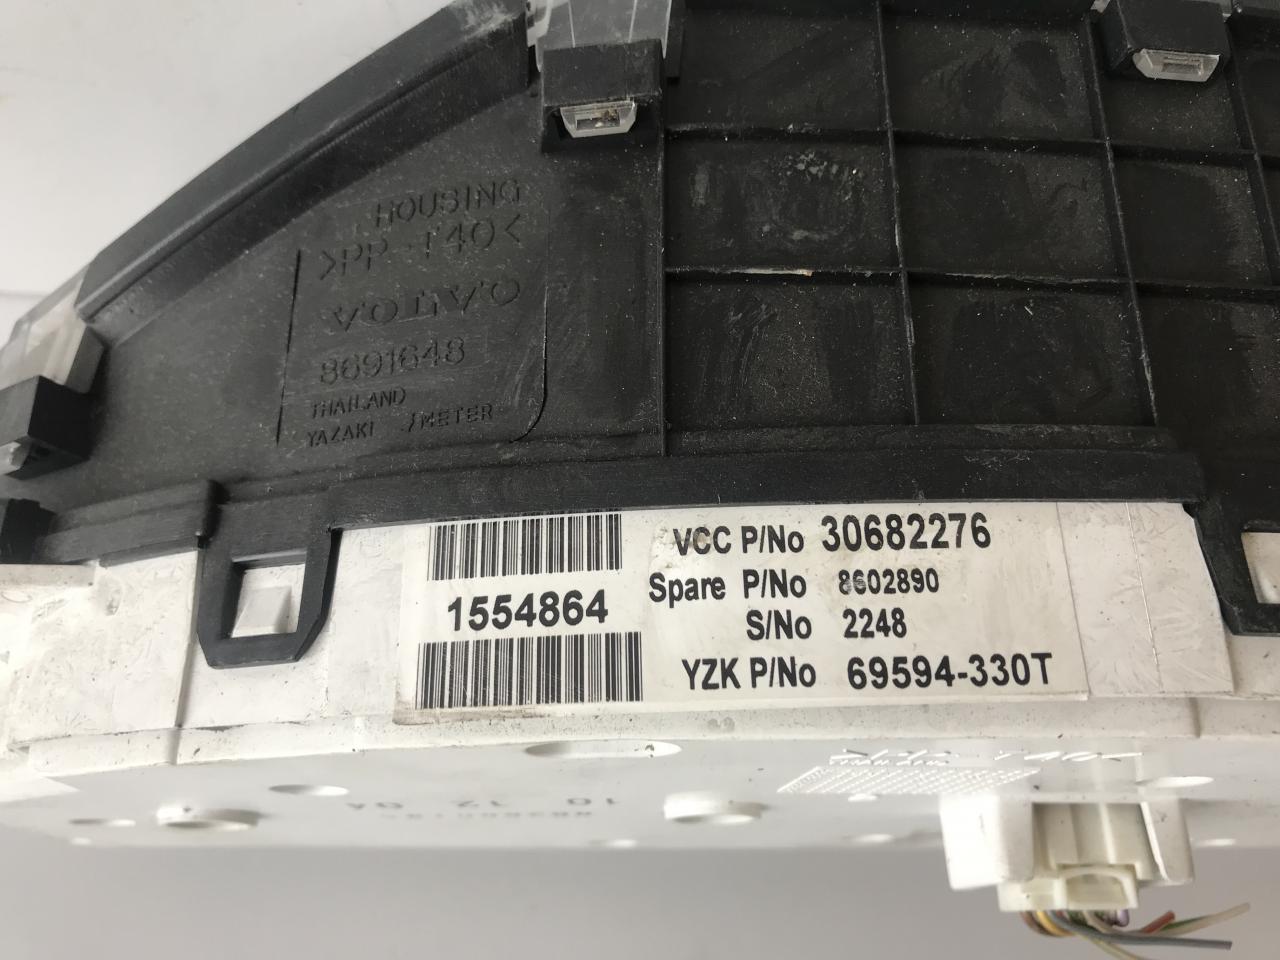 HOUSING
>PP-T40<
VOLVO
8691648
THAILAND
YAZAKI /METER
1554864
VCC P/No 30682276
Spare P/No 8602890
S/No 2248
YZK P/No 69594-330T